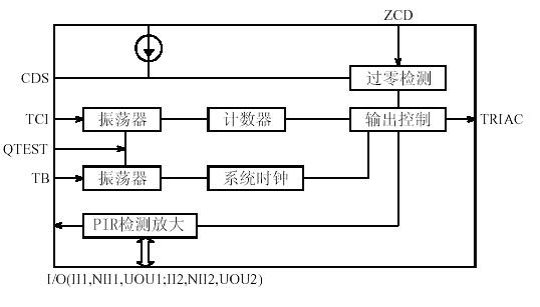 ZCD
CDS
过零检测
TCI
振荡器
计数器
输出控制
TRIAC
QTEST
TB
振荡器
系统时钟
PIR检测放大
I/O(II1,NII1,UOU1;II2,NII2,UOU2)